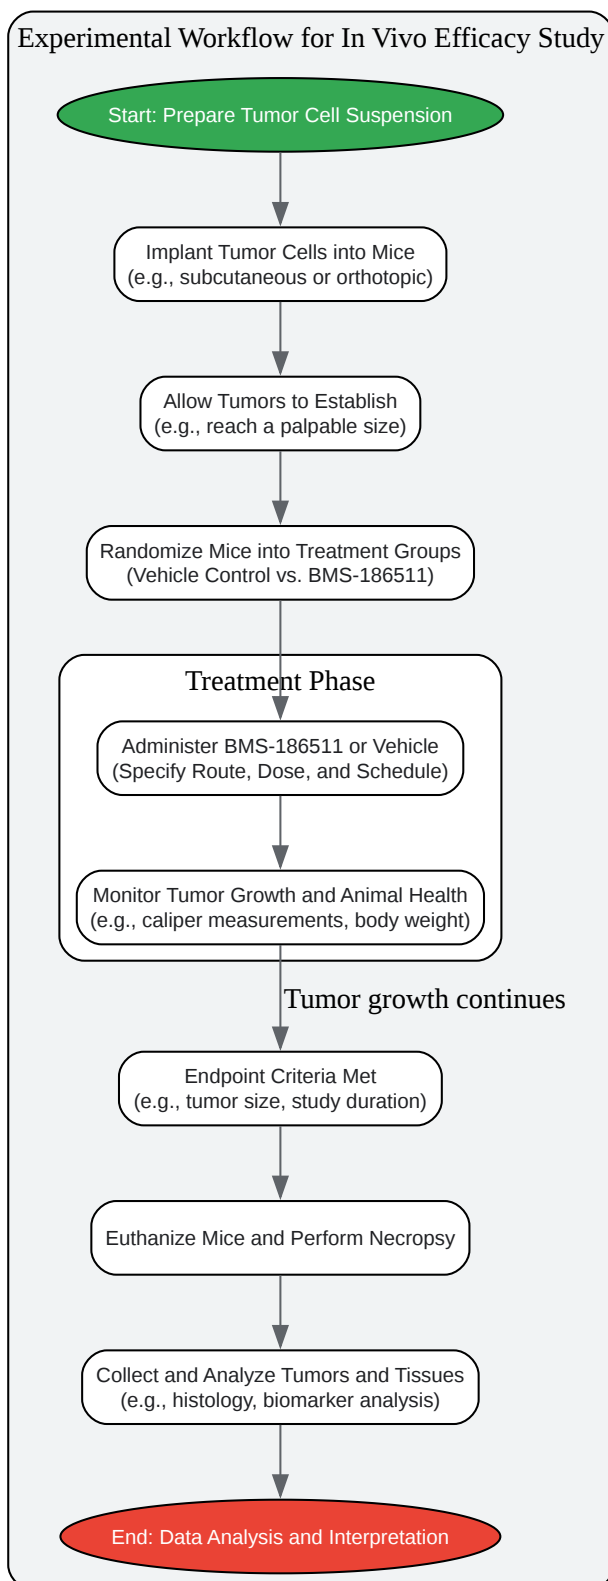 Experimental Workflow for In Vivo Efficacy Study
Start: Prepare Tumor Cell Suspension
Implant Tumor Cells into Mice
(e.g., subcutaneous or orthotopic)
Allow Tumors to Establish
(e.g., reach a palpable size)
Randomize Mice into Treatment Groups
(Vehicle Control vs. BMS-186511)
Treatment Phase
Administer BMS-186511 or Vehicle
(Specify Route, Dose, and Schedule)
Monitor Tumor Growth and Animal Health
(e.g., caliper measurements, body weight)
Tumor growth continues
Endpoint Criteria Met
(e.g., tumor size, study duration)
Euthanize Mice and Perform Necropsy
Collect and Analyze Tumors and Tissues
(e.g., histology, biomarker analysis)
End: Data Analysis and Interpretation